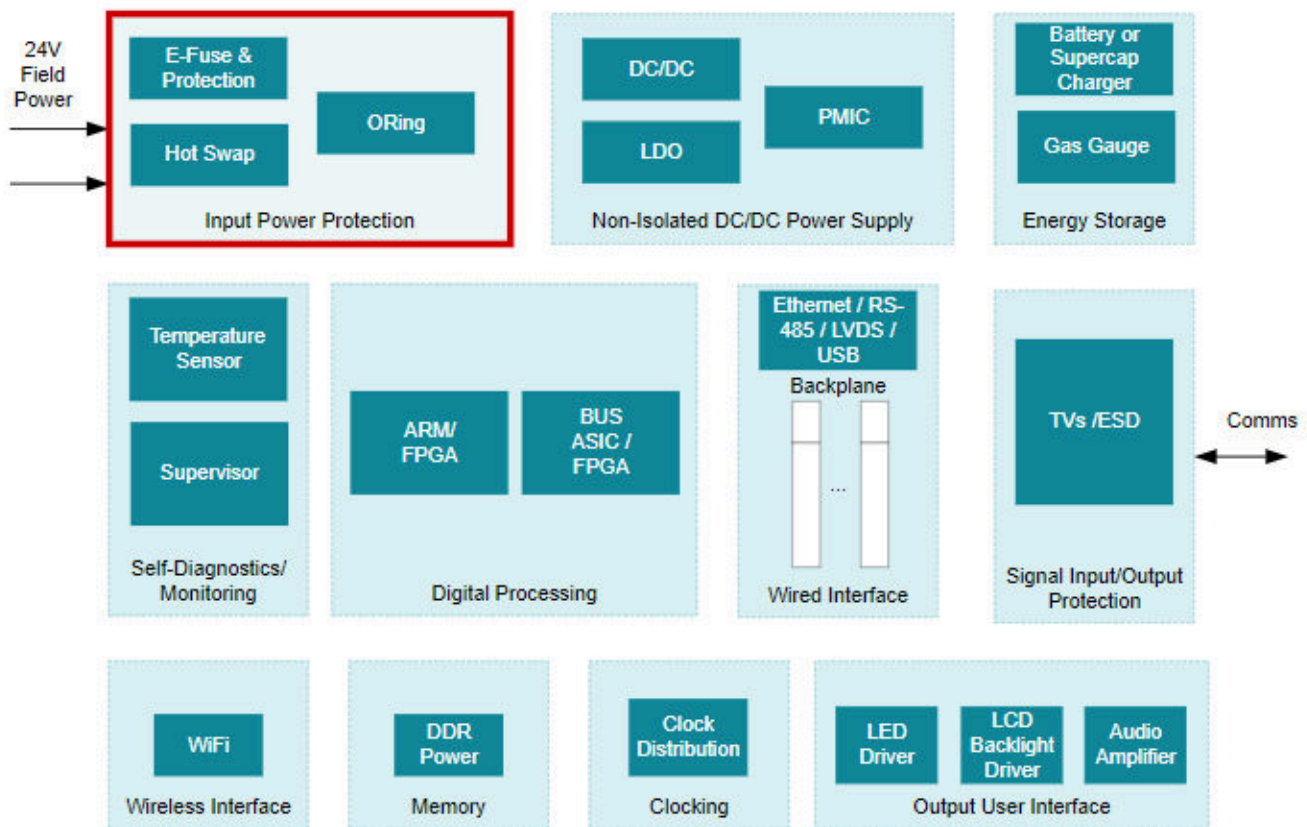 24V
Field
Power
E-Fuse &
Protection
Hot Swap
ORing
Input Power Protection
DC/DC
LDO
PMIC
Non-Isolated DC/DC Power Supply
Battery or
Supercap
Charger
Gas Gauge
Energy Storage
Temperature
Sensor
Supervisor
Self-Diagnostics/
Monitoring
ARM/
FPGA
BUS
ASIC /
FPGA
Digital Processing
Ethernet / RS-
485 / LVDS /
USB
Backplane
...
Wired Interface
TVs /ESD
Signal Input/Output
Protection
Comms
WiFi
Wireless Interface
DDR
Power
Memory
Clock
Distribution
Clocking
LED
Driver
LCD
Backlight
Driver
Audio
Amplifier
Output User Interface